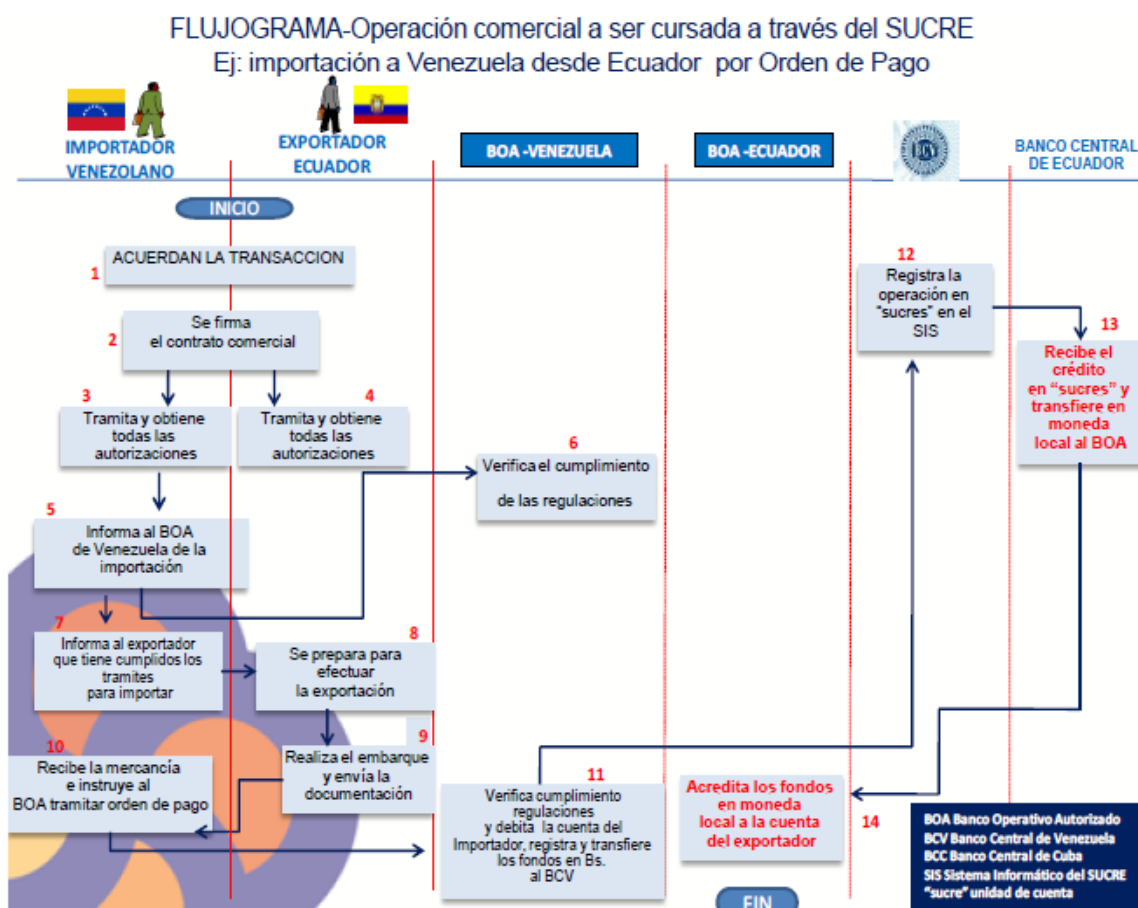 FLUJOGRAMA-Operación comercial a ser cursada a través del SUCRE
Ej: importación a Venezuela desde Ecuador por Orden de Pago
IMPORTADOR
VENEZOLANO
EXPORTADOR
ECUADOR
BOA -VENEZUELA
BOA -ECUADOR
BCV
BANCO CENTRAL
DE ECUADOR
INICIO
1
ACUERDAN LA TRANSACCION
2
Se firma
el contrato comercial
3
Tramita y obtiene
todas las
autorizaciones
4
Tramita y obtiene
todas las
autorizaciones
5
Informa al BOA
de Venezuela de la
importación
6
Verifica el cumplimiento
de las regulaciones
7
Informa al exportador
que tiene cumplidos los
tramites
para importar
8
Se prepara para
efectuar
la exportación
9
Realiza el embarque
y envía la
documentación
10
Recibe la mercancía
e instruye al
BOA tramitar orden de pago
11
Verifica cumplimiento
regulaciones
y debita la cuenta del
Importador, registra y transfiere
los fondos en Bs.
al BCV
12
Registra la
operación en
"sucres" en el
SIS
13
Recibe el
crédito
en "sucres" y
transfiere en
moneda
local al BOA
Acredita los fondos
en moneda
local a la cuenta
del exportador
14
FIN
BOA Banco Operativo Autorizado
BCV Banco Central de Venezuela
BCC Banco Central de Cuba
SIS Sistema Informático del SUCRE
"sucre" unidad de cuenta